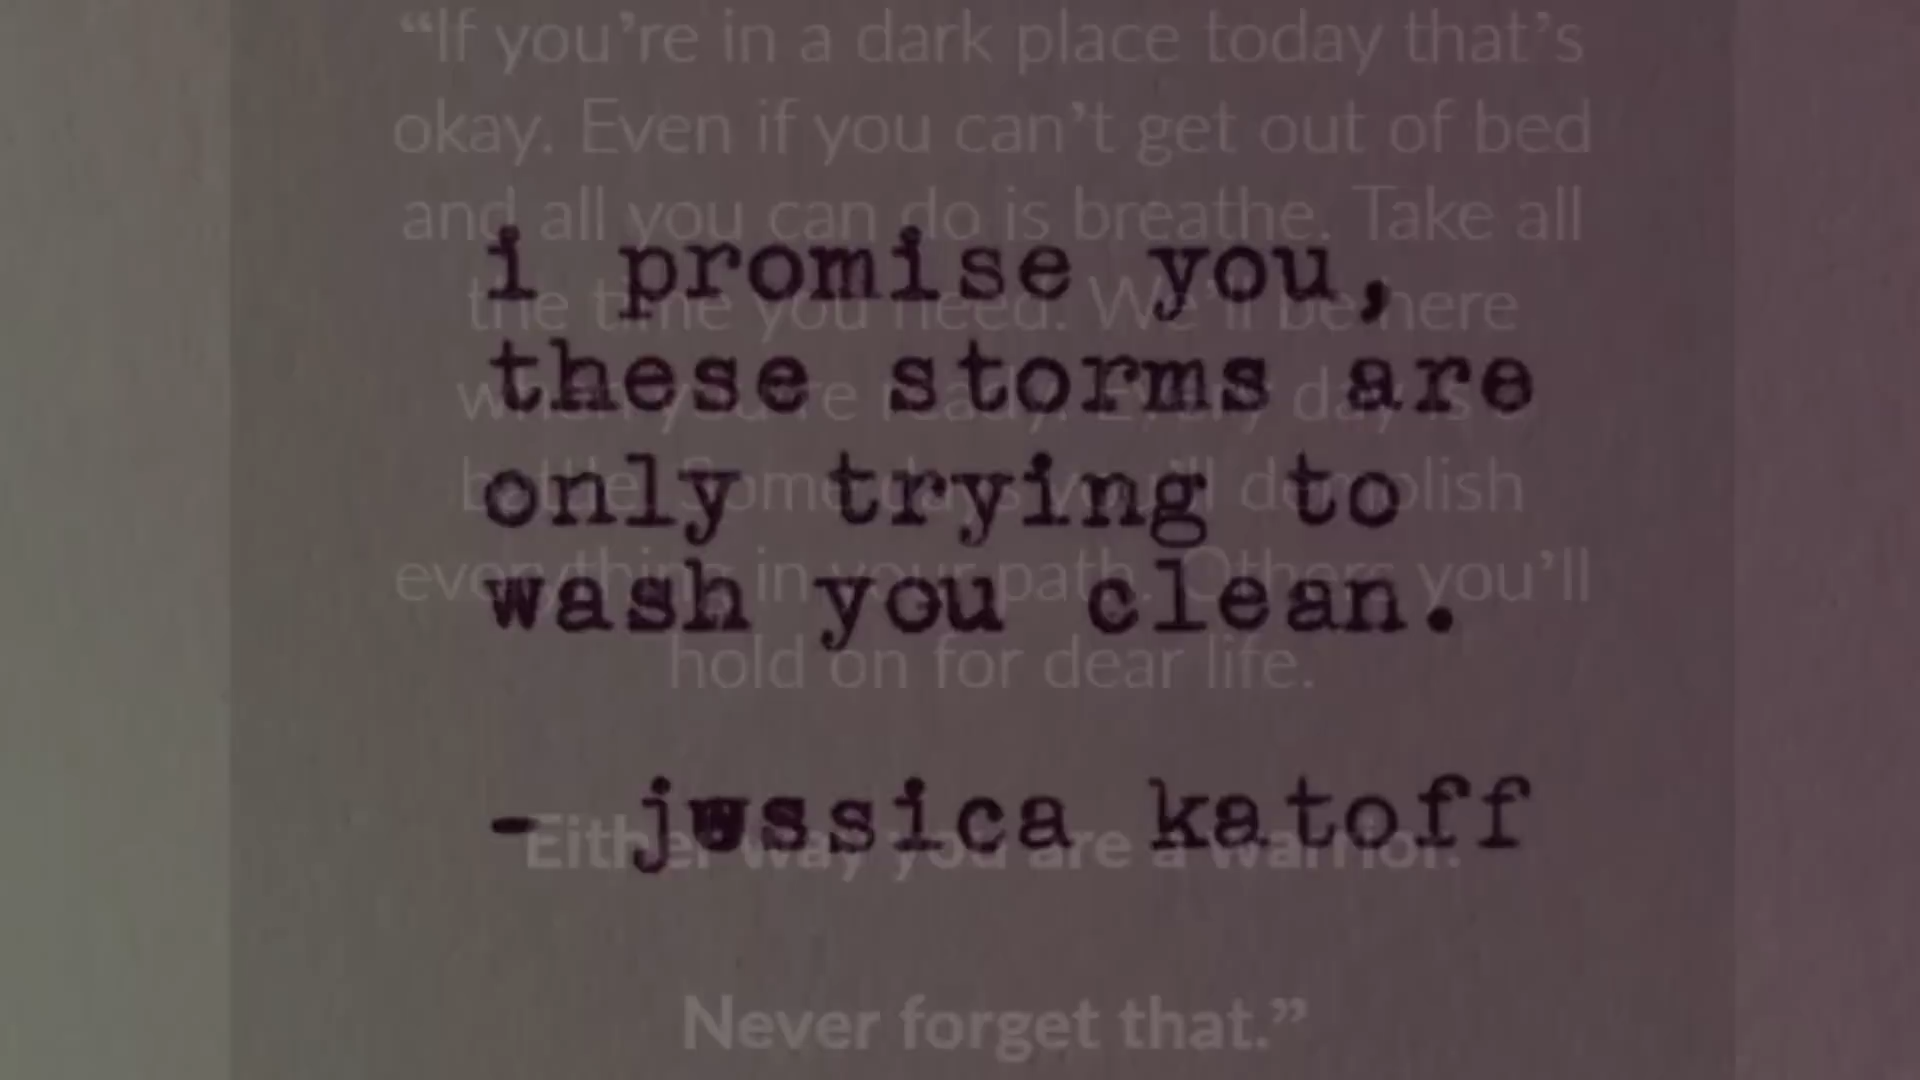 “If you’re in a dark place today that’s
okay. Even if you can’t get out of bed
and all you can do is breathe. Take all
the time you need. We’ll be here
when you’re ready. Every day is a
battle. Some days you’ll demolish
everything in your path. Others you’ll
hold on for dear life.
Either way you are a warrior.
Never forget that.”
i promise you,
these storms are
only trying to
wash you clean.
- jessica katoff